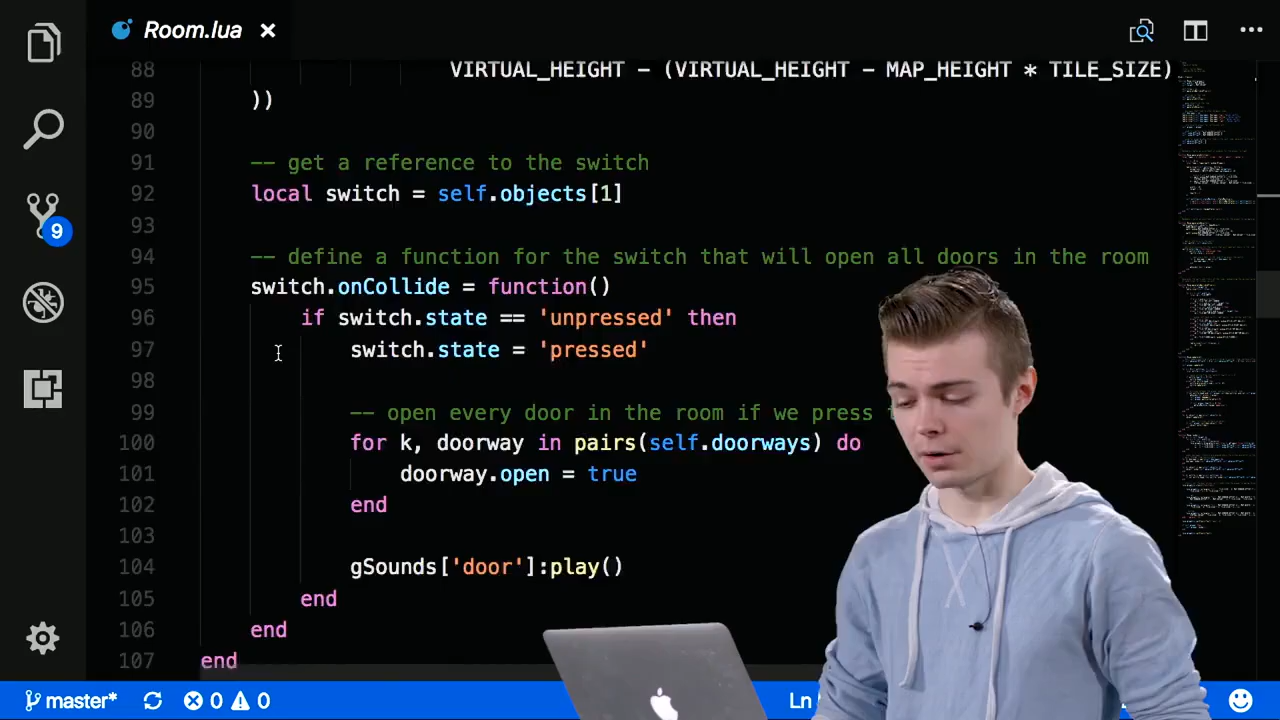 Room.lua
88 VIRTUAL_HEIGHT - (VIRTUAL_HEIGHT - MAP_HEIGHT * TILE_SIZE)
89 ))
90
91 -- get a reference to the switch
92 local switch = self.objects[1]
93
94 -- define a function for the switch that will open all doors in the room
95 switch.onCollide = function()
96 if switch.state == 'unpressed' then
97 switch.state = 'pressed'
98
99 -- open every door in the room if we press
100 for k, doorway in pairs(self.doorways) do
101 doorway.open = true
102 end
103
104 gSounds['door']:play()
105 end
106 end
107 end
9
master* 0 0 Ln